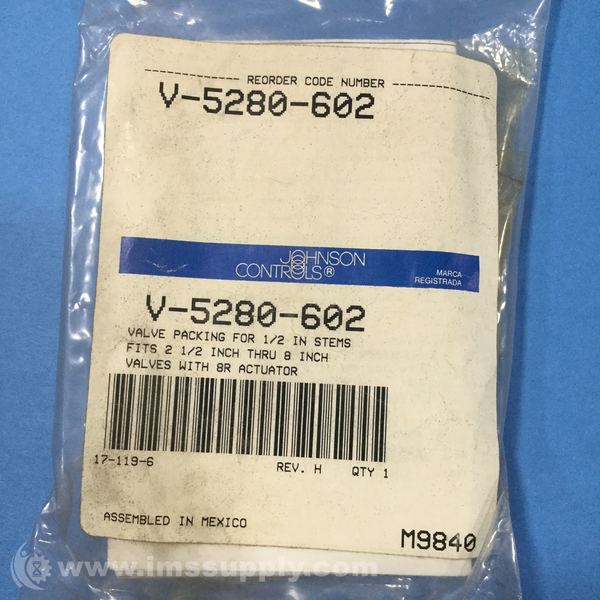 REORDER CODE NUMBER
V-5280-602
JOHNSON
CONTROLS®
MARCA
REGISTRADA
V-5280-602
VALVE PACKING FOR 1/2 IN STEMS
FITS 2 1/2 INCH THRU 8 INCH
VALVES WITH 8R ACTUATOR
17-119-6 REV. H QTY 1
ASSEMBLED IN MEXICO
M9840
www.imssupply.com